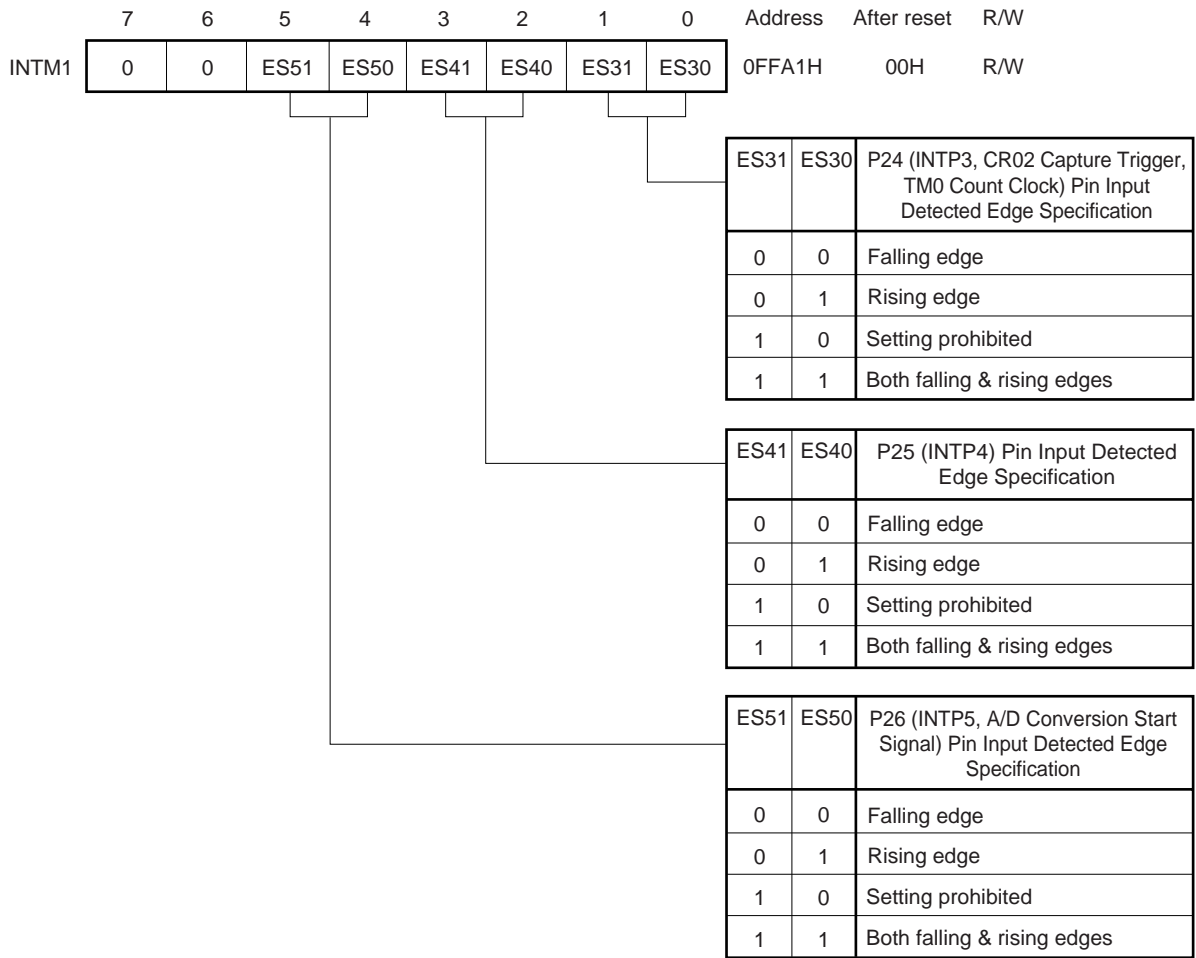 7 6 5 4 3 2 1 0 Address After reset R/W
INTM1 0 0 ES51 ES50 ES41 ES40 ES31 ES30 0FFA1H 00H R/W
ES31 ES30 P24 (INTP3, CR02 Capture Trigger,
TM0 Count Clock) Pin Input
Detected Edge Specification
0 0 Falling edge
0 1 Rising edge
1 0 Setting prohibited
1 1 Both falling & rising edges
ES41 ES40 P25 (INTP4) Pin Input Detected
Edge Specification
0 0 Falling edge
0 1 Rising edge
1 0 Setting prohibited
1 1 Both falling & rising edges
ES51 ES50 P26 (INTP5, A/D Conversion Start
Signal) Pin Input Detected Edge
Specification
0 0 Falling edge
0 1 Rising edge
1 0 Setting prohibited
1 1 Both falling & rising edges